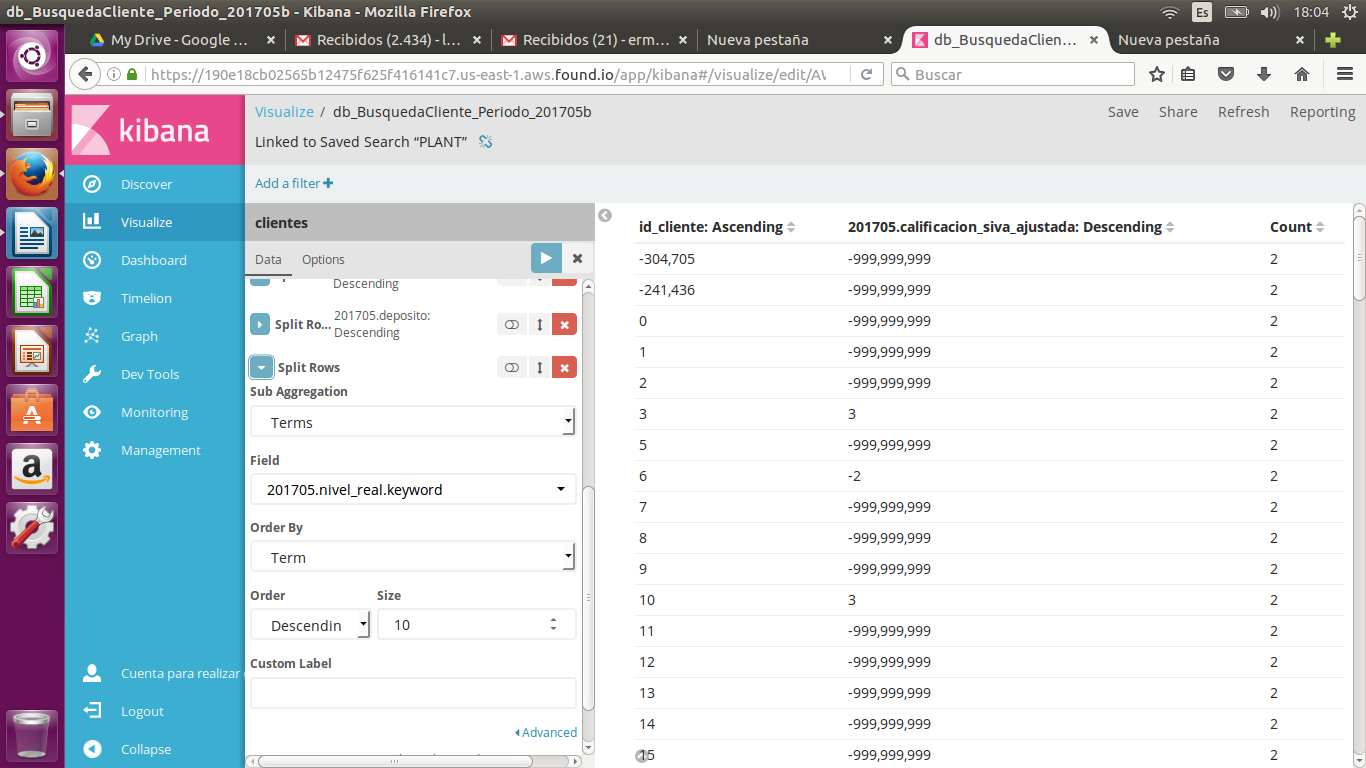 db_BusquedaCliente_Periodo_201705b - Kibana - Mozilla Firefox
Es
18:04
My Drive - Google ...
Recibidos (2.434) - l...
Recibidos (21) - erm...
Nueva pestaña
db_BusquedaClien...
Nueva pestaña
https://190e18cb02565b12475f625f416141c7.us-east-1.aws.found.io/app/kibana#/visualize/edit/AV
Buscar
kibana
Discover
Visualize
Dashboard
Timelion
Graph
Dev Tools
Monitoring
Management
Cuenta para realizar
Logout
Collapse
Visualize / db_BusquedaCliente_Periodo_201705b
Save Share Refresh Reporting
Linked to Saved Search “PLANT”
Add a filter
clientes
Data Options
Descending
Split Ro... 201705.deposito:
Descending
Split Rows
Sub Aggregation
Terms
Field
201705.nivel_real.keyword
Order By
Term
Order Size
Descendin 10
Custom Label
Advanced
id_cliente: Ascending 201705.calificacion_siva_ajustada: Descending Count
-304,705 -999,999,999 2
-241,436 -999,999,999 2
0 -999,999,999 2
1 -999,999,999 2
2 -999,999,999 2
3 3 2
5 -999,999,999 2
6 -2 2
7 -999,999,999 2
8 -999,999,999 2
9 -999,999,999 2
10 3 2
11 -999,999,999 2
12 -999,999,999 2
13 -999,999,999 2
14 -999,999,999 2
15 -999,999,999 2